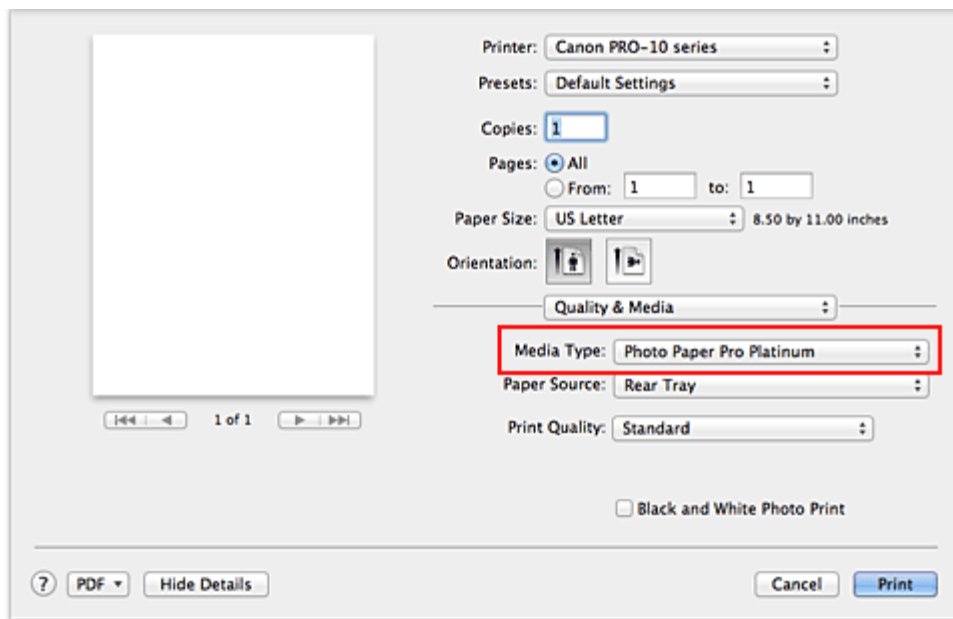 Printer: Canon PRO-10 series
Presets: Default Settings
Copies: 1
Pages: All
From: 1 to: 1
Paper Size: US Letter 8.50 by 11.00 inches
Orientation:
Quality & Media
Media Type: Photo Paper Pro Platinum
Paper Source: Rear Tray
1 of 1
Print Quality: Standard
Black and White Photo Print
? PDF Hide Details Cancel Print